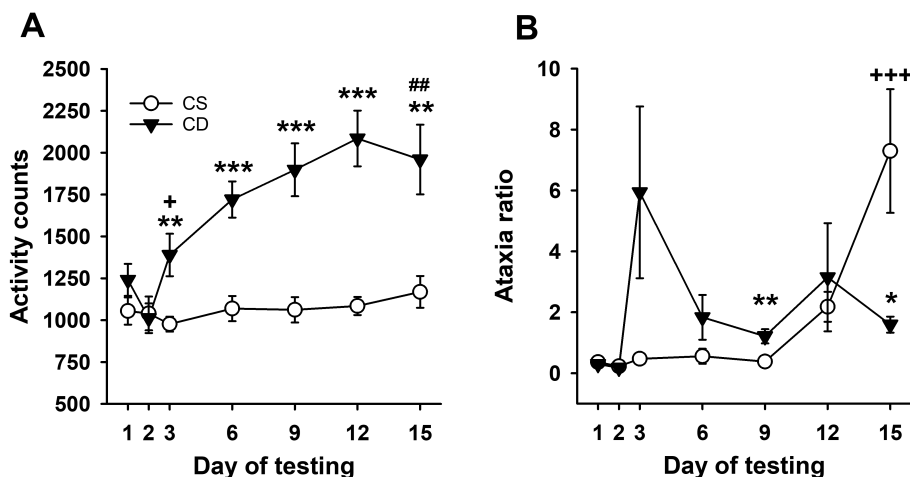 A
2500
2250
2000
1750
1500
1250
1000
750
500
Activity counts
CS
CD
+
**
***
***
***
##
**
1 2 3 6 9 12 15
Day of testing
B
10
8
6
4
2
0
Ataxia ratio
**
+++
*
1 2 3 6 9 12 15
Day of testing